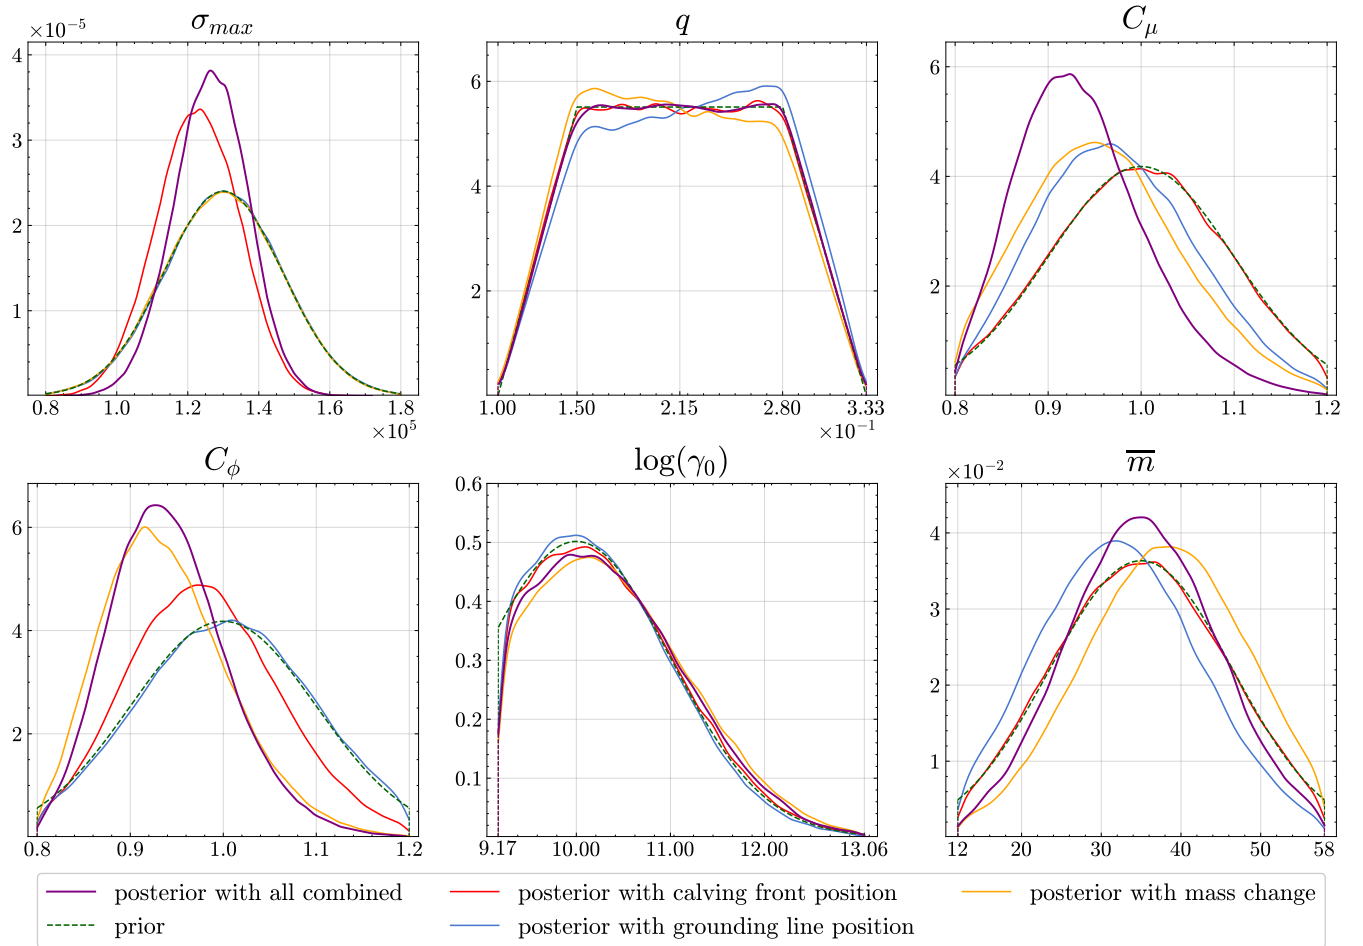 σ_max q C_μ
×10⁻⁵
4
3
2
1
0.8 1.0 1.2 1.4 1.6 1.8
×10⁵
6
4
2
1.00 1.50 2.15 2.80 3.33
×10⁻¹
6
4
2
0.8 0.9 1.0 1.1 1.2
C_ϕ log(γ₀) m̅
6
4
2
0.8 0.9 1.0 1.1 1.2
0.6
0.5
0.4
0.3
0.2
0.1
9.17 10.00 11.00 12.00 13.06
×10⁻²
4
3
2
1
12 20 30 40 50 58
posterior with all combined posterior with calving front position posterior with mass change
prior posterior with grounding line position